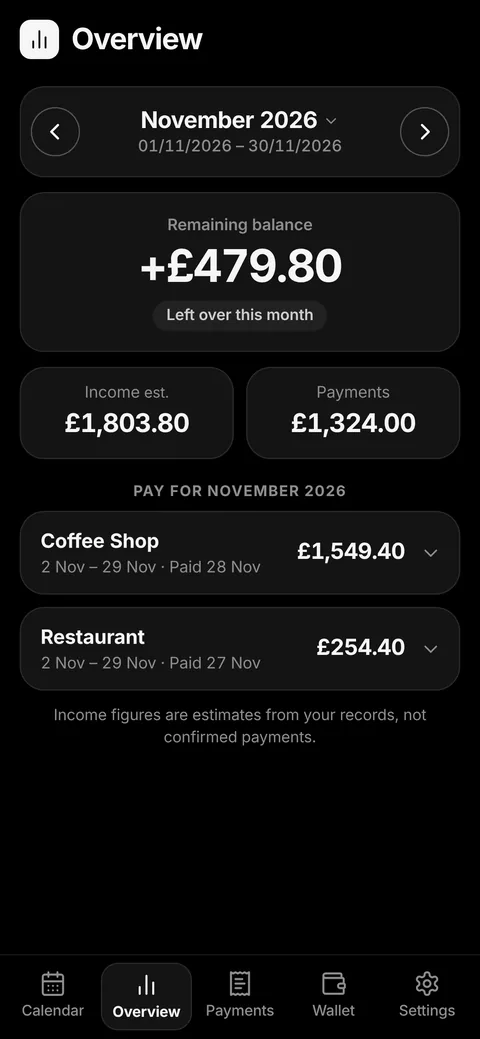 Overview
November 2026
01/11/2026 – 30/11/2026
Remaining balance
+£479.80
Left over this month
Income est.
£1,803.80
Payments
£1,324.00
PAY FOR NOVEMBER 2026
Coffee Shop
2 Nov – 29 Nov · Paid 28 Nov
£1,549.40
Restaurant
2 Nov – 29 Nov · Paid 27 Nov
£254.40
Income figures are estimates from your records, not
confirmed payments.
Calendar
Overview
Payments
Wallet
Settings